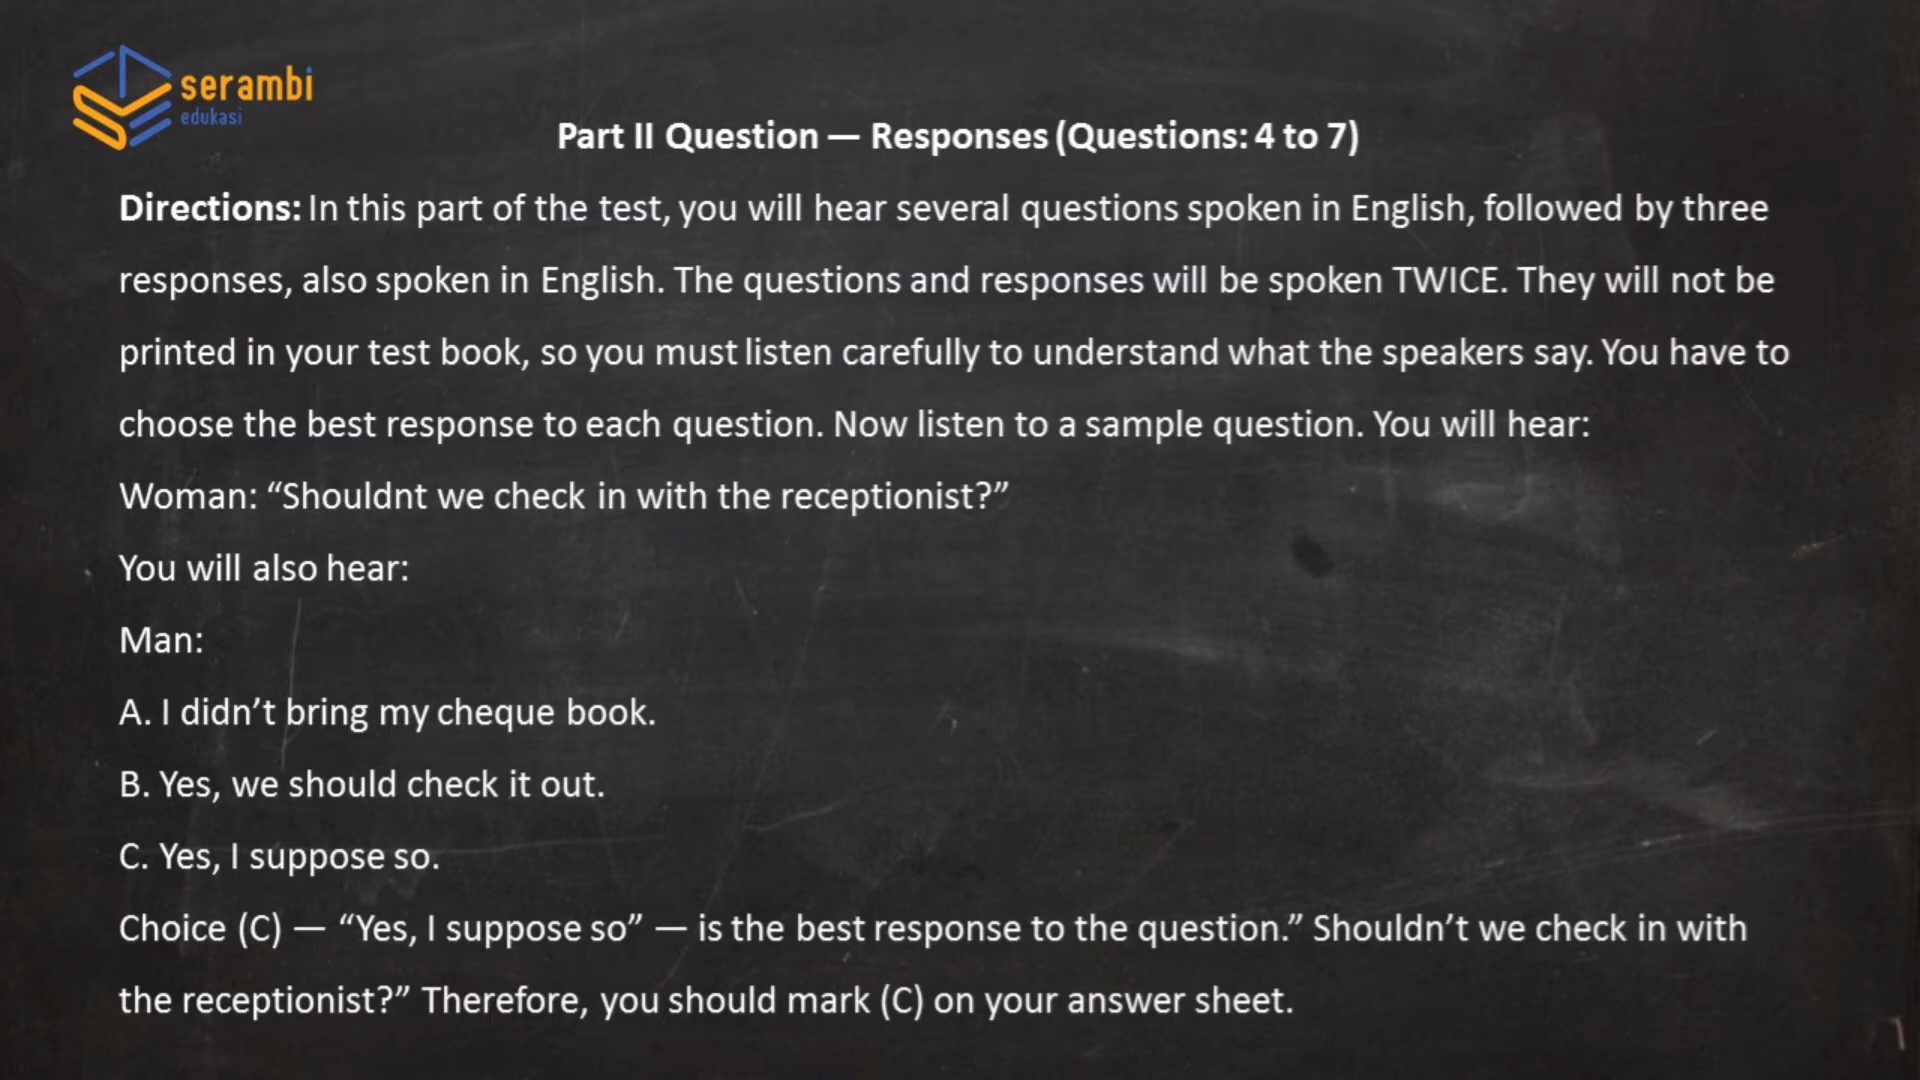 serambi
edukasi
Part II Question — Responses (Questions: 4 to 7)
Directions: In this part of the test, you will hear several questions spoken in English, followed by three
responses, also spoken in English. The questions and responses will be spoken TWICE. They will not be
printed in your test book, so you must listen carefully to understand what the speakers say. You have to
choose the best response to each question. Now listen to a sample question. You will hear:
Woman: “Shouldnt we check in with the receptionist?”
You will also hear:
Man:
A. I didn’t bring my cheque book.
B. Yes, we should check it out.
C. Yes, I suppose so.
Choice (C) — “Yes, I suppose so” — is the best response to the question.” Shouldn’t we check in with
the receptionist?” Therefore, you should mark (C) on your answer sheet.